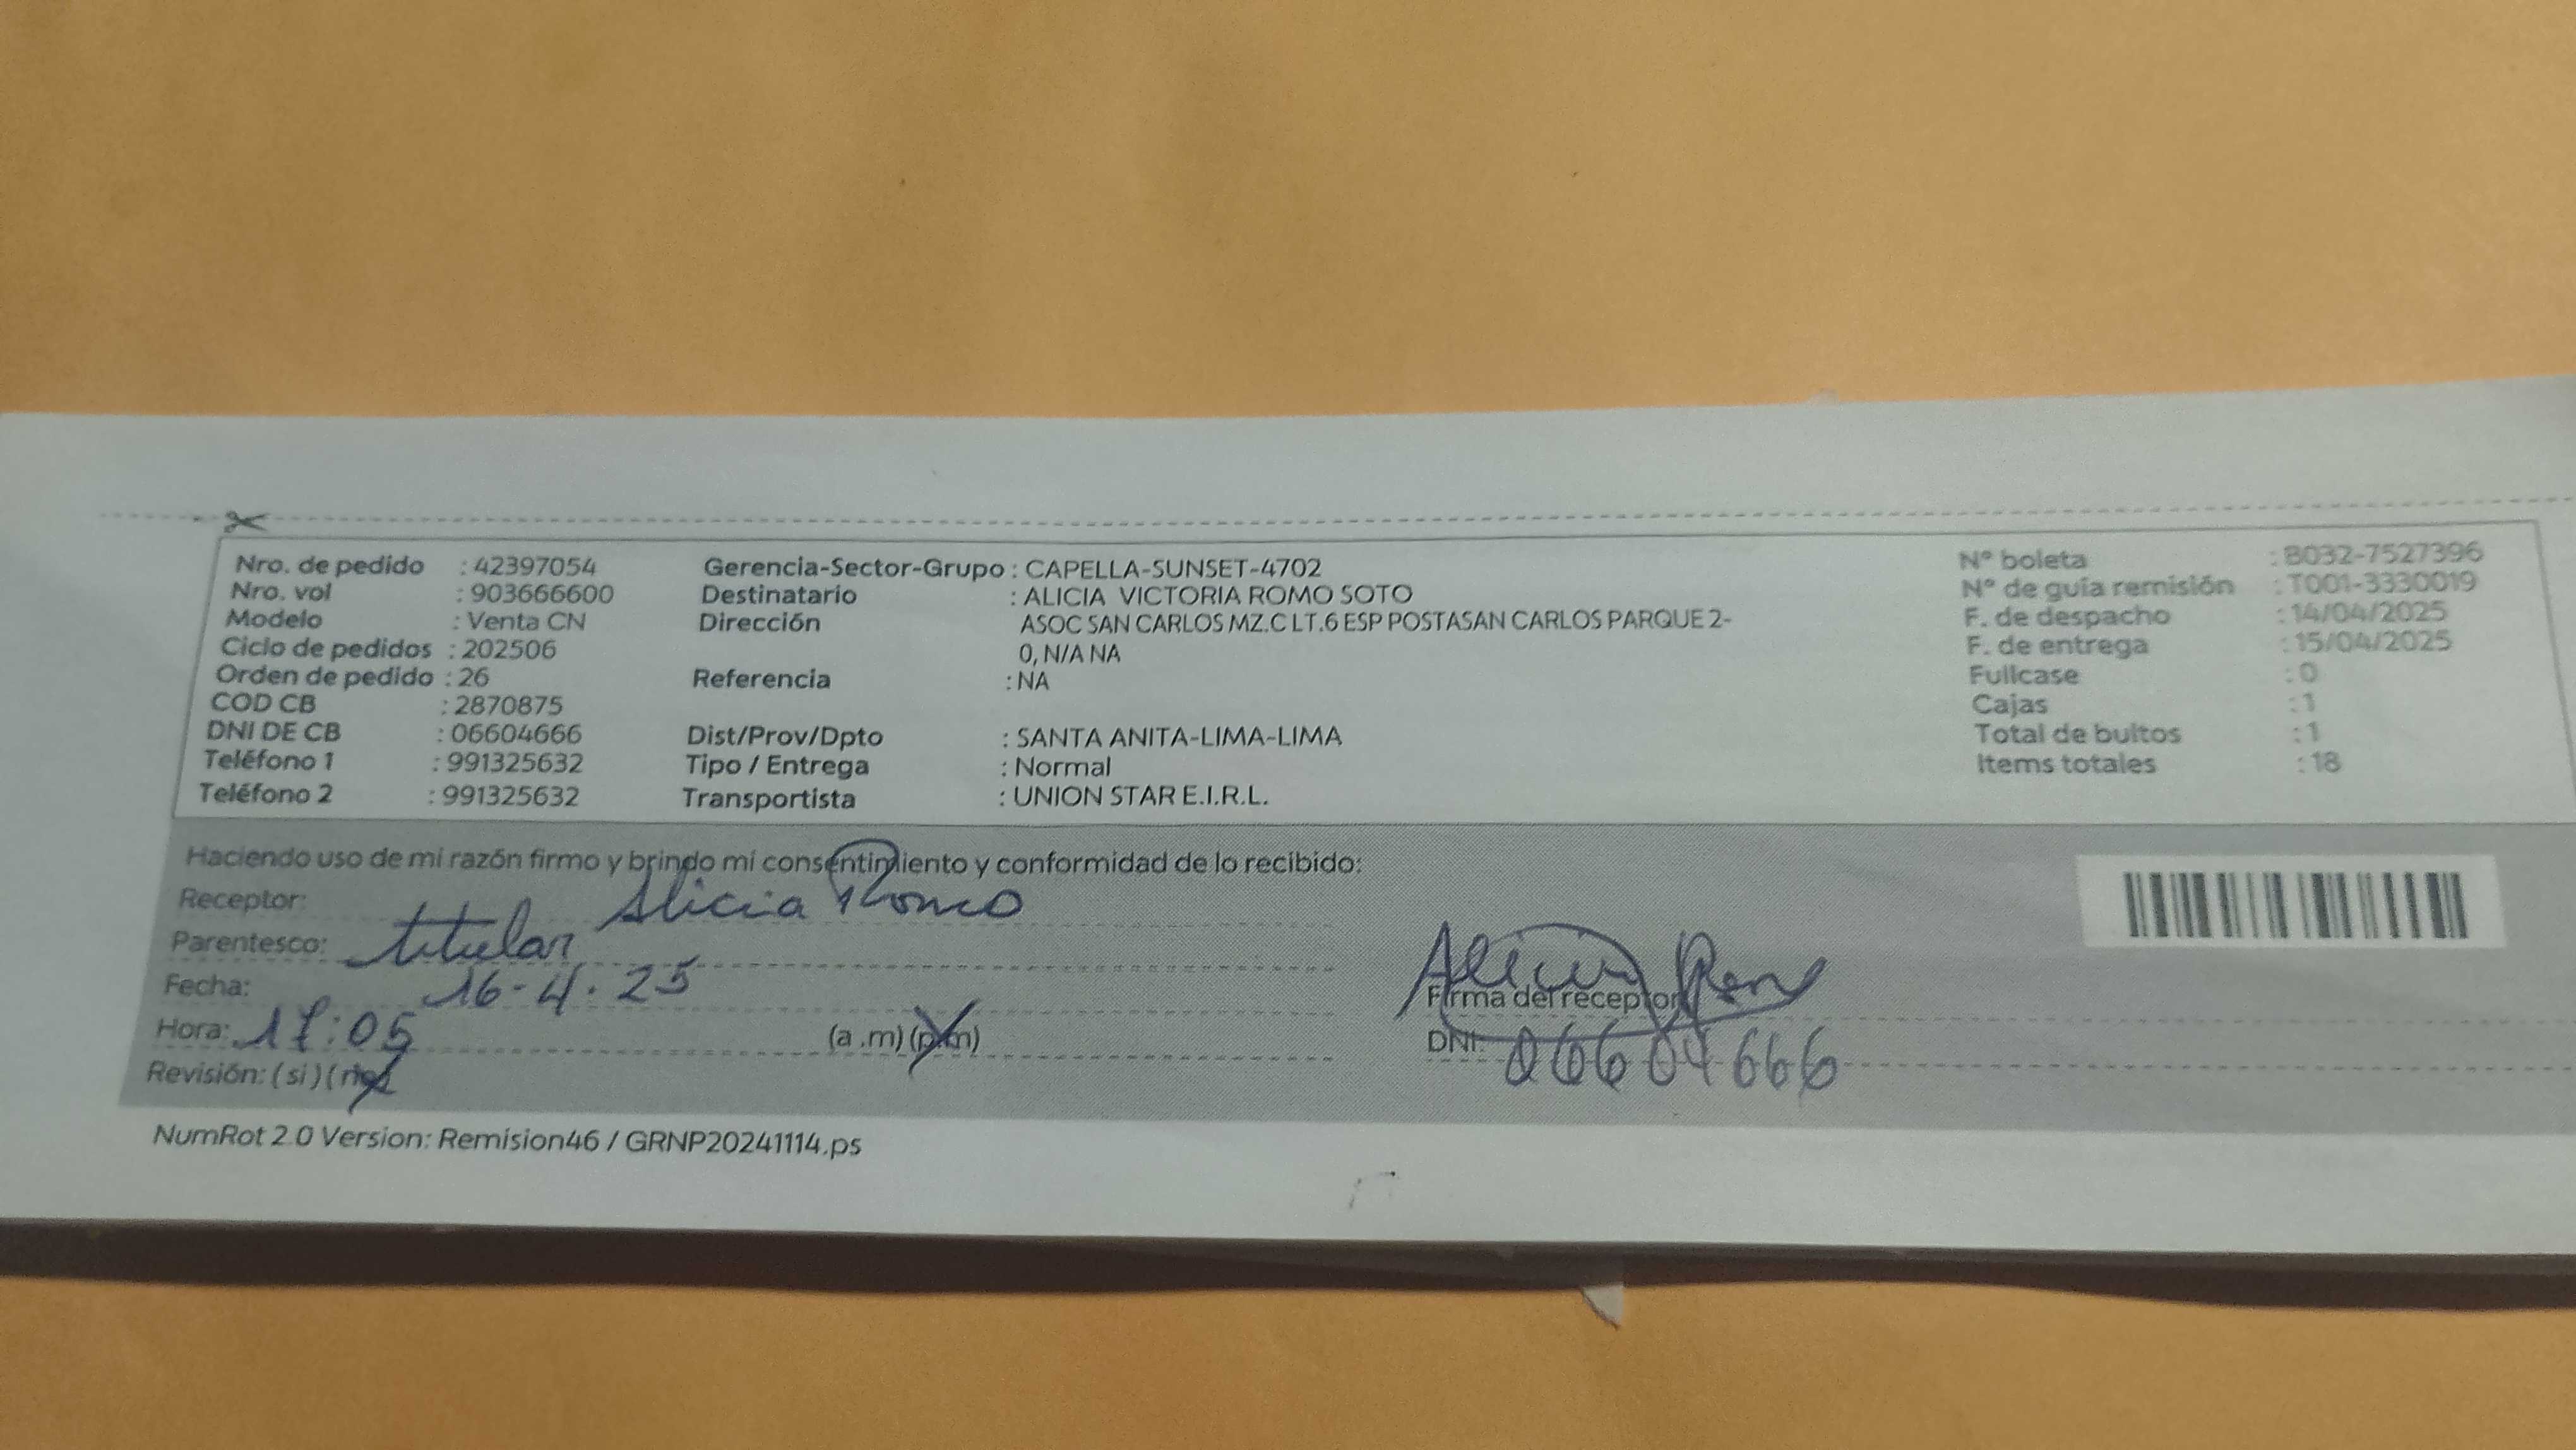 Nro. de pedido : 42397054
Nro. vol : 903666600
Modelo : Venta CN
Ciclo de pedidos : 202506
Orden de pedido : 26
COD CB : 2870875
DNI DE CB : 06604666
Teléfono 1 : 991325632
Teléfono 2 : 991325632
Gerencia-Sector-Grupo : CAPELLA-SUNSET-4702
Destinatario : ALICIA VICTORIA ROMO SOTO
Dirección ASOC SAN CARLOS MZ.C LT.6 ESP POSTASAN CARLOS PARQUE 2-
0, N/A NA
Referencia : NA
Dist/Prov/Dpto : SANTA ANITA-LIMA-LIMA
Tipo / Entrega : Normal
Transportista : UNION STAR E.I.R.L.
N° boleta : B032-7527396
N° de guía remisión : T001-3330019
F. de despacho : 14/04/2025
F. de entrega : 15/04/2025
Fullcase : 0
Cajas : 1
Total de bultos : 1
Items totales : 18
Haciendo uso de mi razón firmo y brindo mi consentimiento y conformidad de lo recibido:
Receptor: Alicia Romo
Parentesco: titular
Fecha: 16-4.25
Hora: 17:05 (a .m) (p.m)
Revisión: ( si ) ( no)
Alicia Romo
Firma del receptor
DNI: 06604666
NumRot 2.0 Version: Remision46 / GRNP20241114.ps